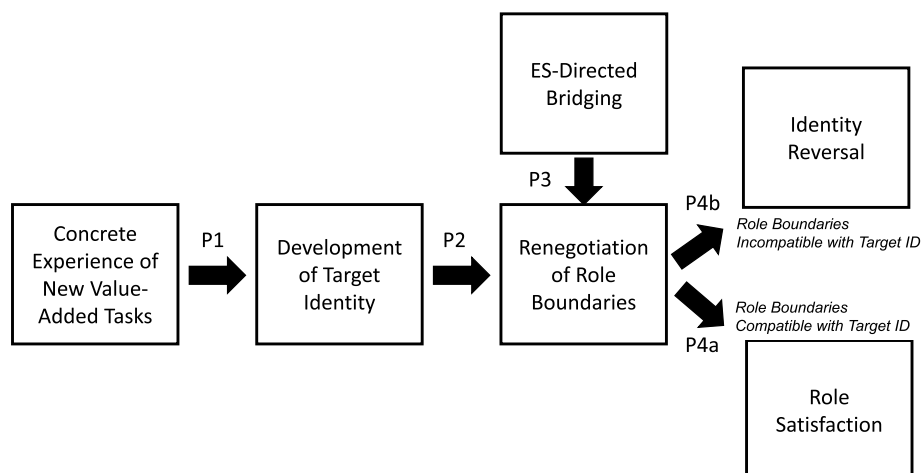 ES-Directed
Bridging
Identity
Reversal
P3
P4b
Role Boundaries
Incompatible with Target ID
Concrete
Experience of
New Value-
Added Tasks
P1
Development
of Target
Identity
P2
Renegotiation
of Role
Boundaries
Role Boundaries
Compatible with Target ID
P4a
Role
Satisfaction